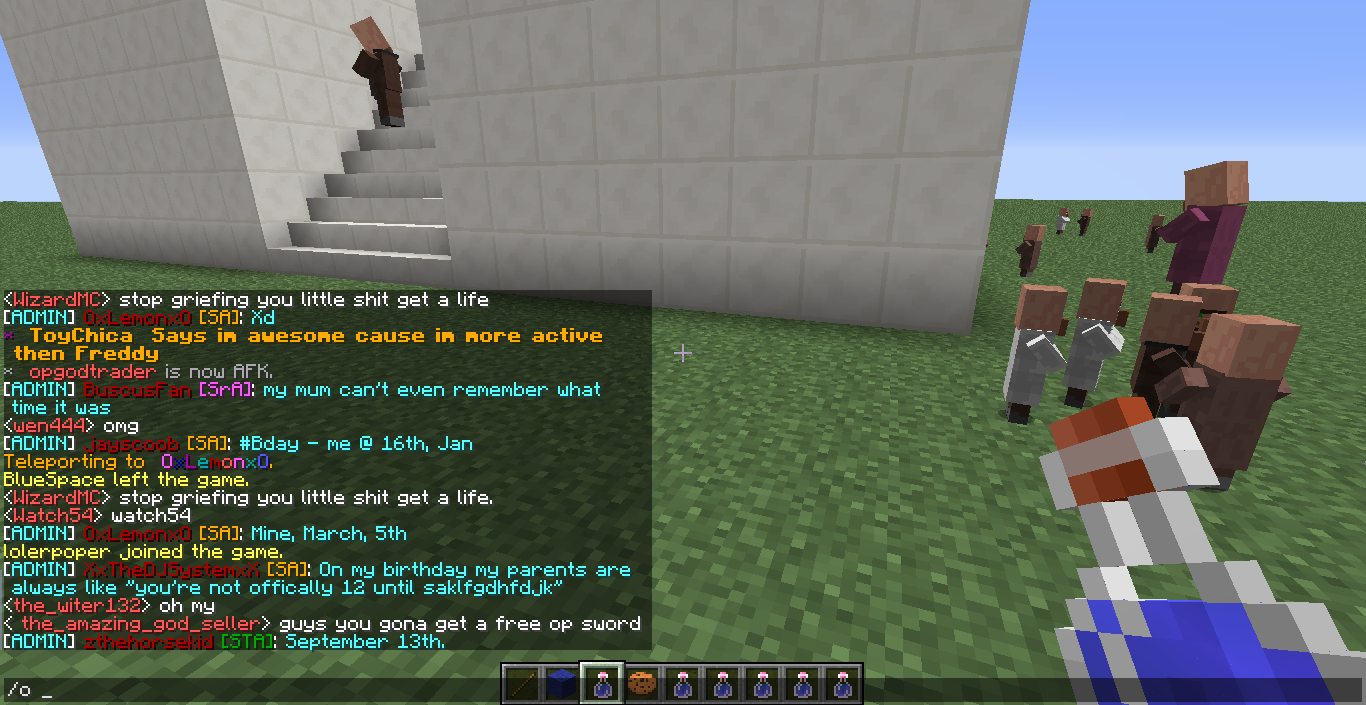 <WizardMC> stop griefing you little shit get a life
[ADMIN] OxLemonxO [SA]: Xd
* ToyChica Says im awesome cause im more active
then Freddy
* opgodtrader is now AFK.
[ADMIN] BuscusFan [SrA]: my mum can't even remember what
time it was
<wen444> omg
[ADMIN] jayscoob [SA]: #Bday - me @ 16th, Jan
Teleporting to OxLemonxO.
BlueSpace left the game.
<WizardMC> stop griefing you little shit get a life.
<Watch54> watch54
[ADMIN] OxLemonxO [SA]: Mine, March, 5th
lolerpoper joined the game.
[ADMIN] XxTheDJSystemxX [SA]: On my birthday my parents are
always like "you're not offically 12 until saklfgdhfdjk"
<the_witer132> oh my
< the_amazing_god_seller> guys you gona get a free op sword
[ADMIN] zthehorsekid [STA]: September 13th.
/o _